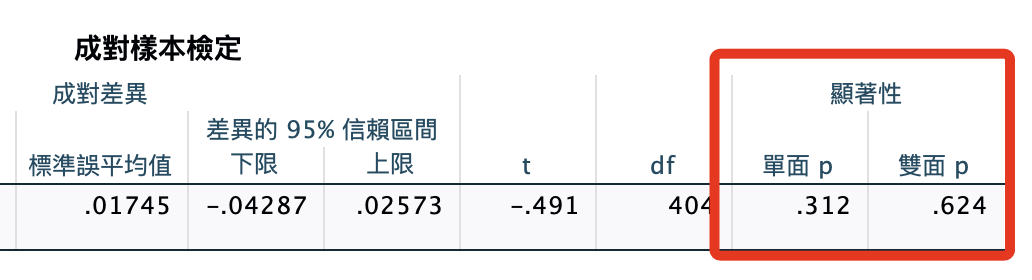 成對樣本檢定
成對差異 顯著性
差異的 95% 信賴區間
標準誤平均值 下限 上限 t df 單面 p 雙面 p
.01745 -.04287 .02573 -.491 404 .312 .624